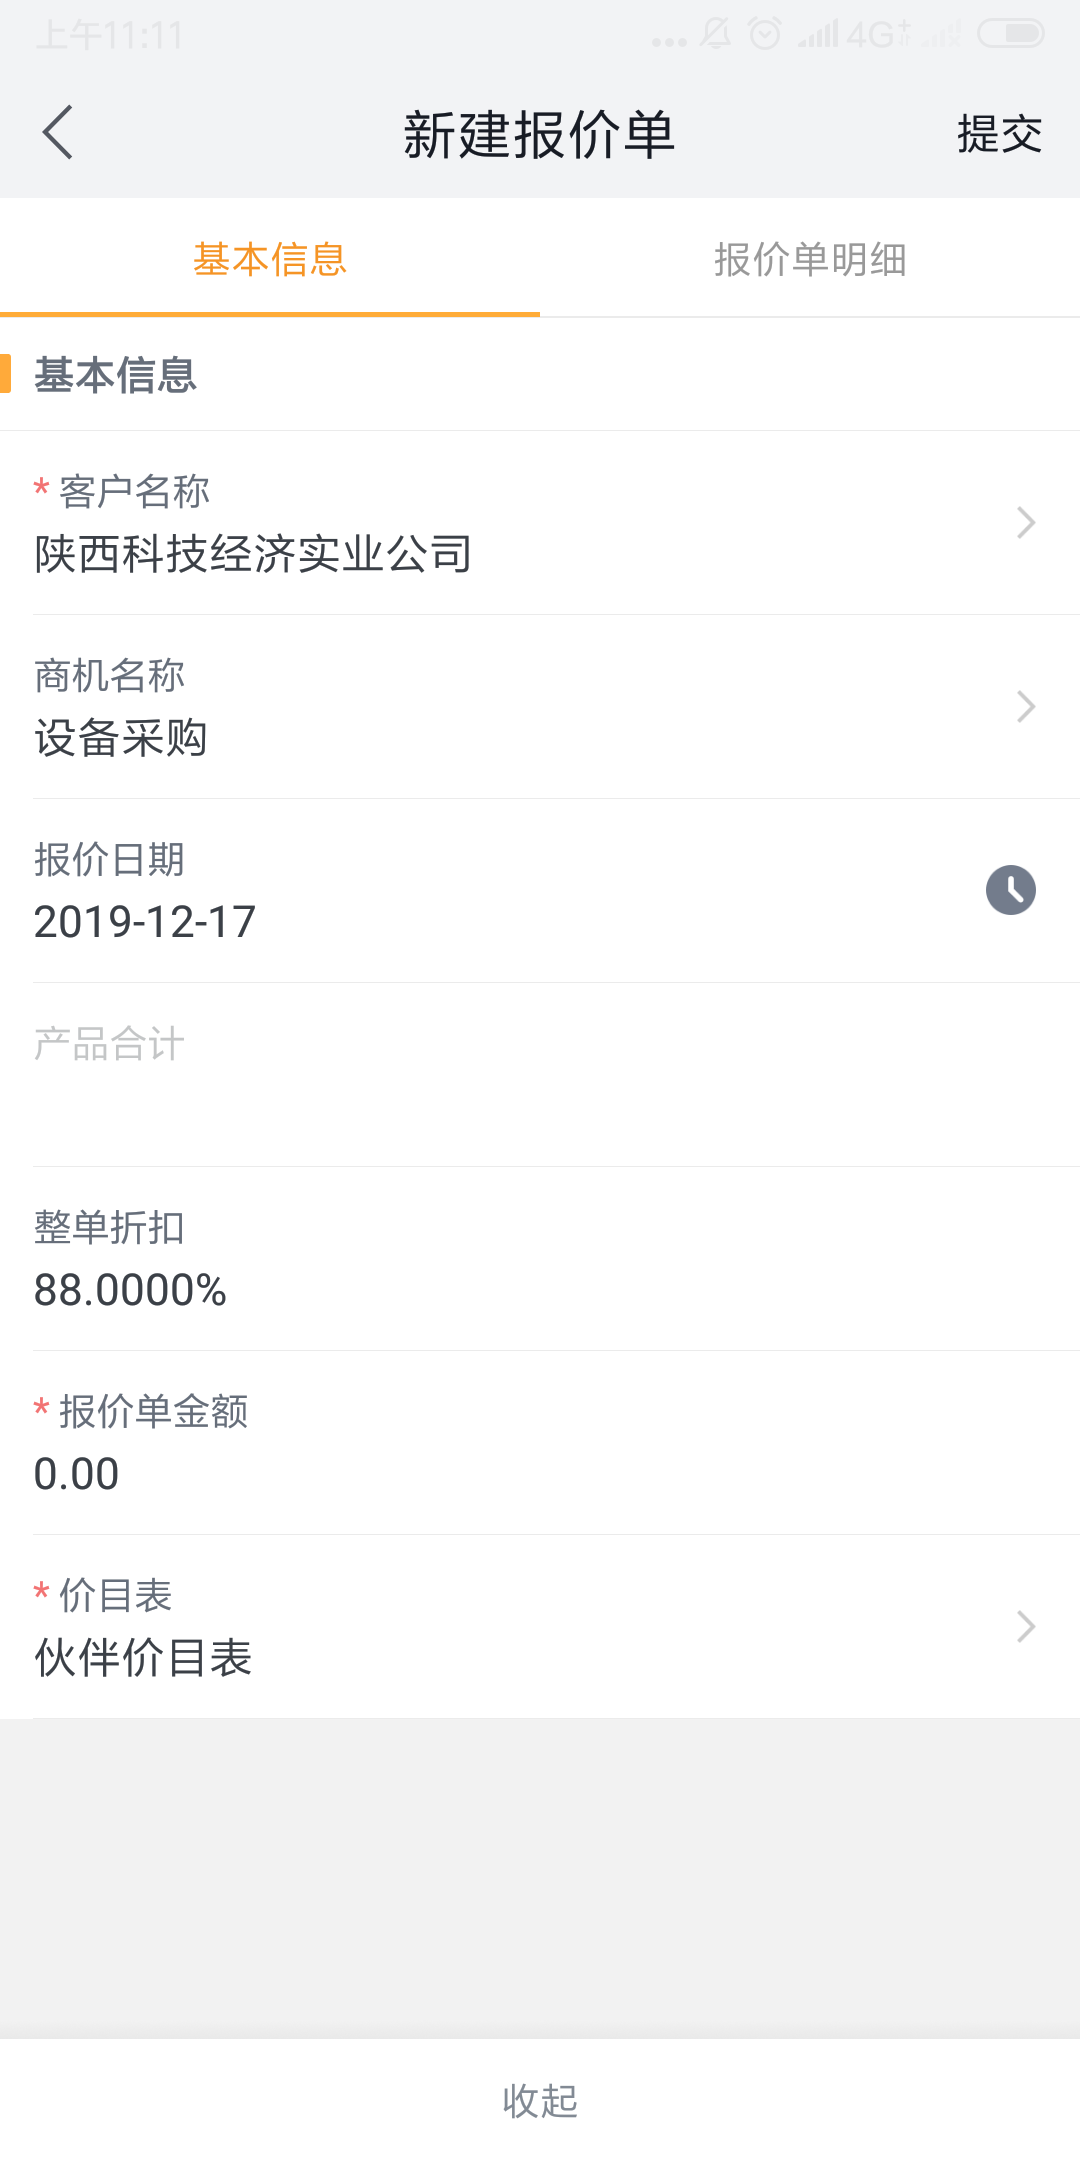 上午11:11
4G+
新建报价单
提交
基本信息
报价单明细
基本信息
* 客户名称
陕西科技经济实业公司
商机名称
设备采购
报价日期
2019-12-17
产品合计
整单折扣
88.0000%
* 报价单金额
0.00
* 价目表
伙伴价目表
收起